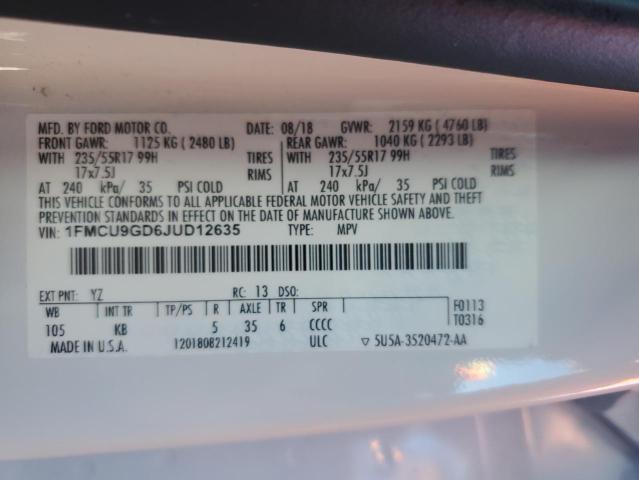 MFD. BY FORD MOTOR CO. DATE: 08/18 GVWR: 2159 KG ( 4760 LB)
FRONT GAWR: 1125 KG ( 2480 LB) REAR GAWR: 1040 KG ( 2293 LB)
WITH 235/55R17 99H TIRES WITH 235/55R17 99H TIRES
17x7.5J RIMS 17x7.5J RIMS
AT 240 kPa/ 35 PSI COLD AT 240 kPa/ 35 PSI COLD
THIS VEHICLE CONFORMS TO ALL APPLICABLE FEDERAL MOTOR VEHICLE SAFETY AND THEFT
PREVENTION STANDARDS IN EFFECT ON THE DATE OF MANUFACTURE SHOWN ABOVE.
VIN: 1FMCU9GD6JUD12635 TYPE: MPV
EXT PNT: YZ RC: 13 DSO:
WB INT TR TP/PS R AXLE TR SPR F0113
105 KB 5 35 6 CCCC T0316
MADE IN U.S.A. 1201808212419 ULC ▽ 5U5A-3520472-AA